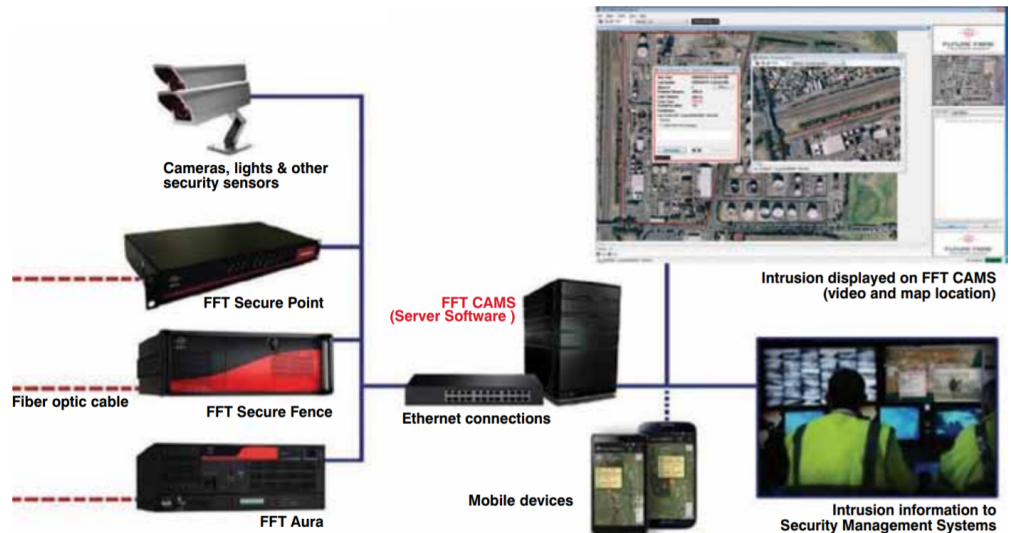 Cameras, lights & other
security sensors
FFT Secure Point
FFT CAMS
(Server Software )
Intrusion displayed on FFT CAMS
(video and map location)
Fiber optic cable
FFT Secure Fence
Ethernet connections
Mobile devices
FFT Aura
Intrusion information to
Security Management Systems